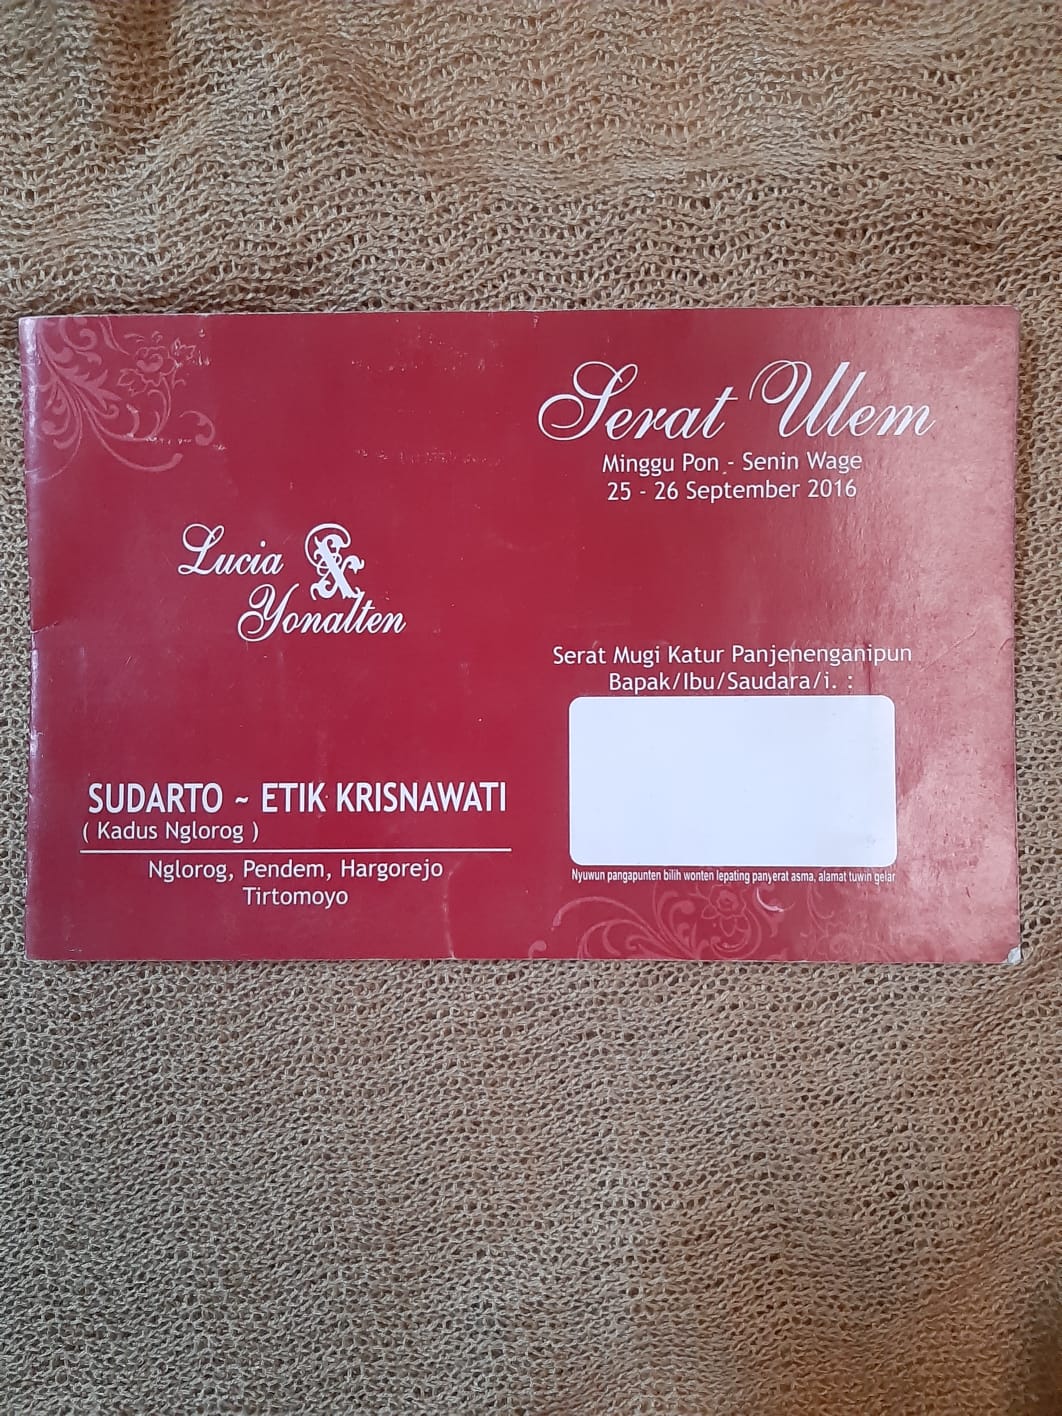 Serat Ulem
Minggu Pon - Senin Wage
25 - 26 September 2016
Lucia &
Yonalten
Serat Mugi Katur Panjenenganipun
Bapak/Ibu/Saudara/i. :
SUDARTO ~ ETIK KRISNAWATI
( Kadus Nglorog )
Nglorog, Pendem, Hargorejo
Tirtomoyo
Nyuwun pangapunten bilih wonten lepating panyerat asma, alamat tuwin gelar